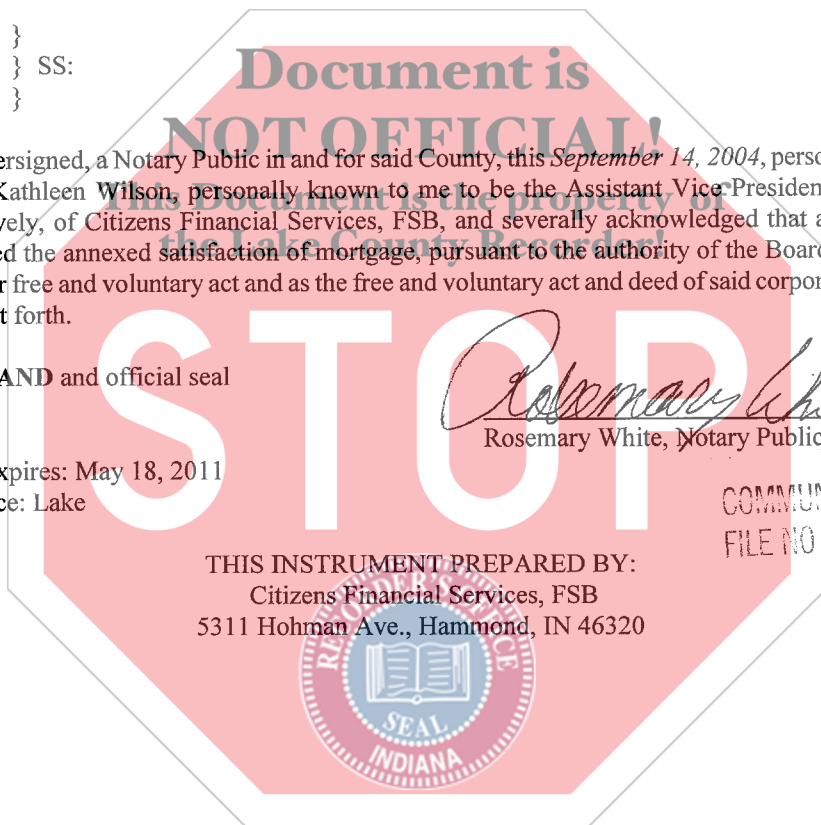 }
} SS:
}
Document is
NOT OFFICIAL!
This Document is the property of
the Lake County Recorder!
ersigned, a Notary Public in and for said County, this September 14, 2004, perso
Kathleen Wilson, personally known to me to be the Assistant Vice Presiden
vely, of Citizens Financial Services, FSB, and severally acknowledged that a
ed the annexed satisfaction of mortgage, pursuant to the authority of the Board
r free and voluntary act and as the free and voluntary act and deed of said corpor
t forth.
STOP
AND and official seal
Rosemary Whi
Rosemary White, Notary Public
xpires: May 18, 2011
ce: Lake
COMMUN
FILE NO
THIS INSTRUMENT PREPARED BY:
Citizens Financial Services, FSB
5311 Hohman Ave., Hammond, IN 46320
RECORDER'S OFFICE
SEAL
INDIANA